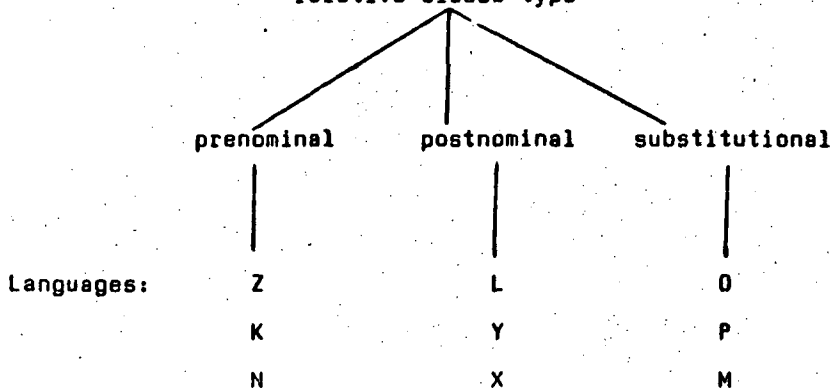 relative clause type
prenominal postnominal substitutional
Languages: Z L O
K Y P
N X M